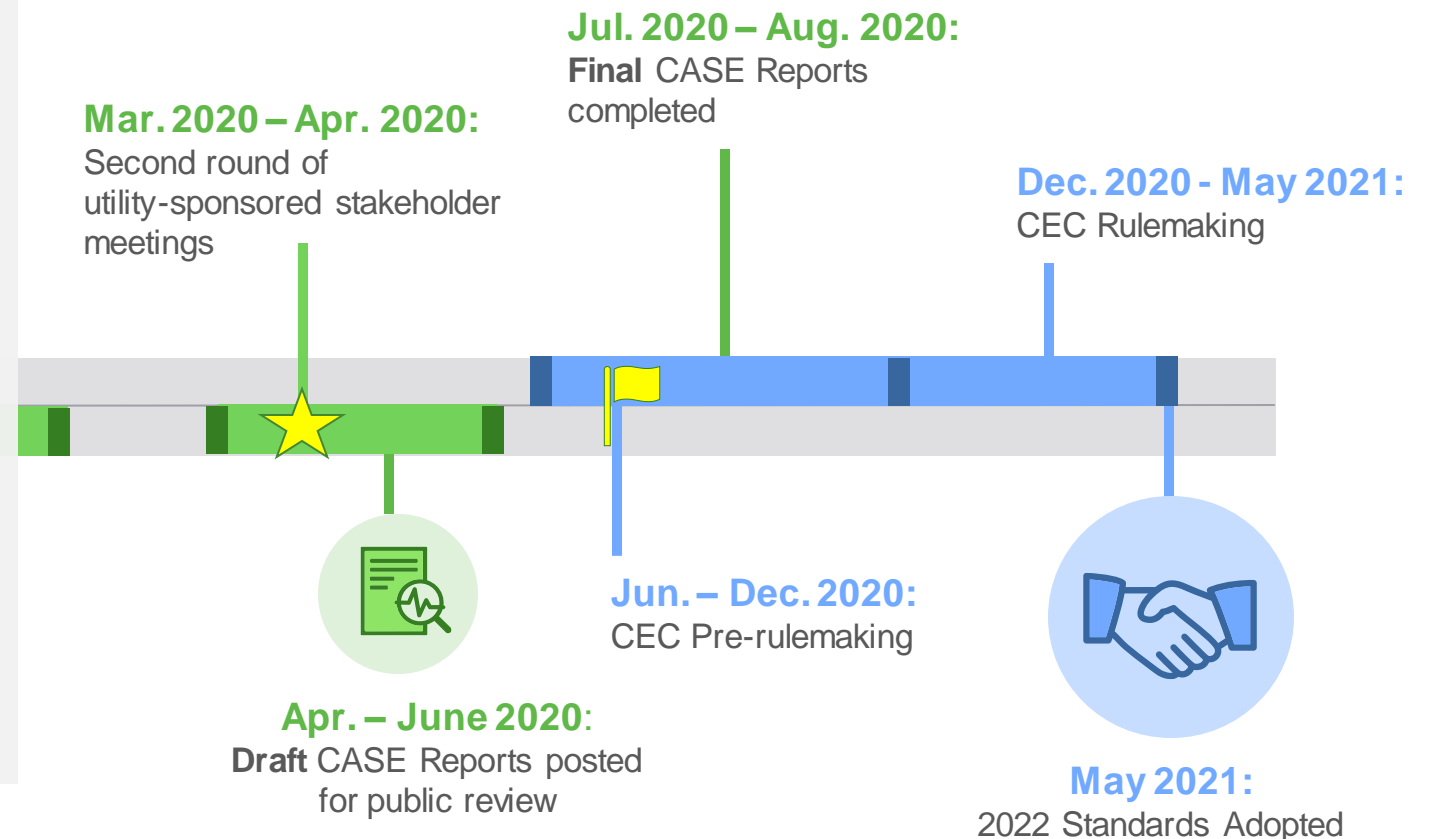 Jul. 2020 – Aug. 2020:
Final CASE Reports
completed
Mar. 2020 – Apr. 2020:
Second round of
utility-sponsored stakeholder
meetings
Dec. 2020 - May 2021:
CEC Rulemaking
Jun. – Dec. 2020:
CEC Pre-rulemaking
Apr. – June 2020:
Draft CASE Reports posted
for public review
May 2021:
2022 Standards Adopted